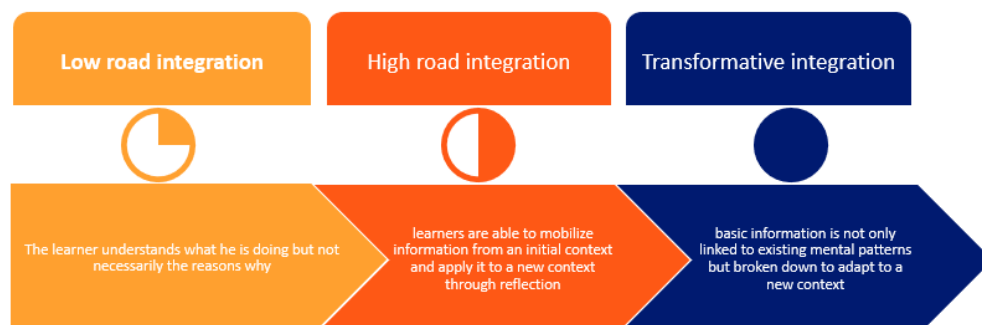 Low road integration
High road integration
Transformative integration
The learner understands what he is doing but not
necessarily the reasons why
learners are able to mobilize
information from an initial context
and apply it to a new context
through reflection
basic information is not only
linked to existing mental patterns
but broken down to adapt to a
new context